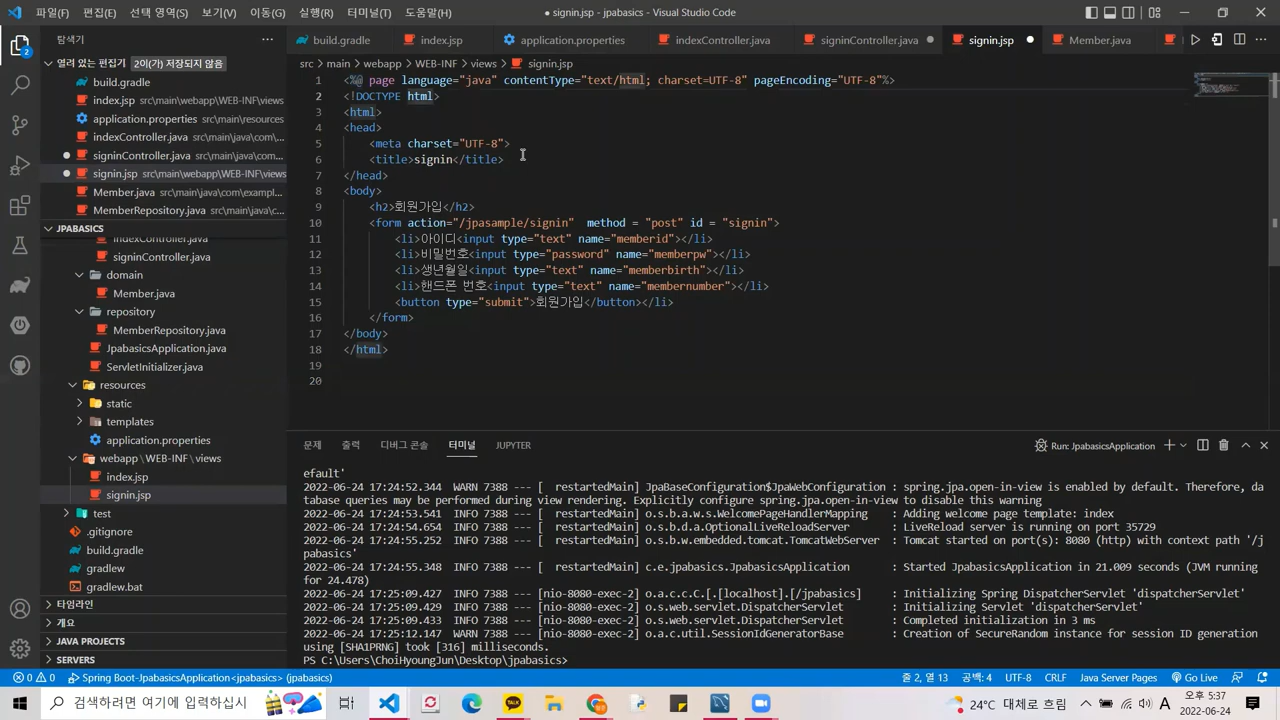 파일(F) 편집(E) 선택 영역(S) 보기(V) 이동(G) 실행(R) 터미널(T) 도움말(H) ● signin.jsp - jpabasics - Visual Studio Code
탐색기 ···
build.gradle index.jsp application.properties indexController.java signinController.java ● signin.jsp ● Member.java
열려 있는 편집기 2이(가) 저장되지 않음
src > main > webapp > WEB-INF > views > signin.jsp
build.gradle
index.jsp src\main\webapp\WEB-INF\views
application.properties src\main\resources
indexController.java src\main\java\com\...
signinController.java src\main\java\com...
signin.jsp src\main\webapp\WEB-INF\views
Member.java src\main\java\com\example\...
MemberRepository.java src\main\java\c...
JPABASICS
indexController.java
signinController.java
domain
Member.java
repository
MemberRepository.java
JpabasicsApplication.java
ServletInitializer.java
resources
static
templates
application.properties
webapp\WEB-INF\views
index.jsp
signin.jsp
test
.gitignore
build.gradle
gradlew
gradlew.bat
타임라인
개요
JAVA PROJECTS
SERVERS
1 <%@ page language="java" contentType="text/html; charset=UTF-8" pageEncoding="UTF-8"%>
2 <!DOCTYPE html>
3 <html>
4 <head>
5 <meta charset="UTF-8">
6 <title>signin</title>
7 </head>
8 <body>
9 <h2>회원가입</h2>
10 <form action="/jpasample/signin" method = "post" id = "signin">
11 <li>아이디<input type="text" name="memberid"></li>
12 <li>비밀번호<input type="password" name="memberpw"></li>
13 <li>생년월일<input type="text" name="memberbirth"></li>
14 <li>핸드폰 번호<input type="text" name="membernumber"></li>
15 <button type="submit">회원가입</button></li>
16 </form>
17 </body>
18 </html>
19
20
문제 출력 디버그 콘솔 터미널 JUPYTER Run: JpabasicsApplication
efault'
2022-06-24 17:24:52.344 WARN 7388 --- [ restartedMain] JpaBaseConfiguration$JpaWebConfiguration : spring.jpa.open-in-view is enabled by default. Therefore, da
tabase queries may be performed during view rendering. Explicitly configure spring.jpa.open-in-view to disable this warning
2022-06-24 17:24:53.541 INFO 7388 --- [ restartedMain] o.s.b.a.w.s.WelcomePageHandlerMapping : Adding welcome page template: index
2022-06-24 17:24:54.654 INFO 7388 --- [ restartedMain] o.s.b.d.a.OptionalLiveReloadServer : LiveReload server is running on port 35729
2022-06-24 17:24:55.252 INFO 7388 --- [ restartedMain] o.s.b.w.embedded.tomcat.TomcatWebServer : Tomcat started on port(s): 8080 (http) with context path '/j
pabasics'
2022-06-24 17:24:55.348 INFO 7388 --- [ restartedMain] c.e.jpabasics.JpabasicsApplication : Started JpabasicsApplication in 21.009 seconds (JVM running
for 24.478)
2022-06-24 17:25:09.427 INFO 7388 --- [nio-8080-exec-2] o.a.c.c.C.[.[localhost].[/jpabasics] : Initializing Spring DispatcherServlet 'dispatcherServlet'
2022-06-24 17:25:09.429 INFO 7388 --- [nio-8080-exec-2] o.s.web.servlet.DispatcherServlet : Initializing Servlet 'dispatcherServlet'
2022-06-24 17:25:09.433 INFO 7388 --- [nio-8080-exec-2] o.s.web.servlet.DispatcherServlet : Completed initialization in 3 ms
2022-06-24 17:25:12.147 WARN 7388 --- [nio-8080-exec-2] o.a.c.util.SessionIdGeneratorBase : Creation of SecureRandom instance for session ID generation
using [SHA1PRNG] took [316] milliseconds.
PS C:\Users\ChoiHyoungJun\Desktop\jpabasics>
0 0 Spring Boot-JpabasicsApplication<jpabasics> (jpabasics) 줄 2, 열 13 공백: 4 UTF-8 CRLF Java Server Pages Go Live
검색하려면 여기에 입력하십시오 24°C 대체로 흐림 A 오후 5:37
2022-06-24